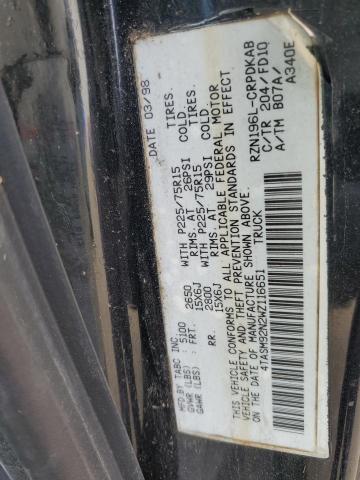 MFD. BY TABC INC. DATE 03/98
GVWR (LBS) : 5100
GAWR (LBS) : FRT. 2650 WITH P225/75R15 TIRES.
15X6J RIMS. AT 26PSI COLD.
RR. 2800 WITH P225/75R15 TIRES.
15X6J RIMS. AT 29PSI COLD.
THIS VEHICLE CONFORMS TO ALL APPLICABLE FEDERAL MOTOR
VEHICLE SAFETY AND THEFT PREVENTION STANDARDS IN EFFECT
ON THE DATE OF MANUFACTURE SHOWN ABOVE.
4TASM92N2WZ116651 TRUCK
RZN196L-CRPDKAB
C/TR 204/FD10
A/TM B07A/
A340E